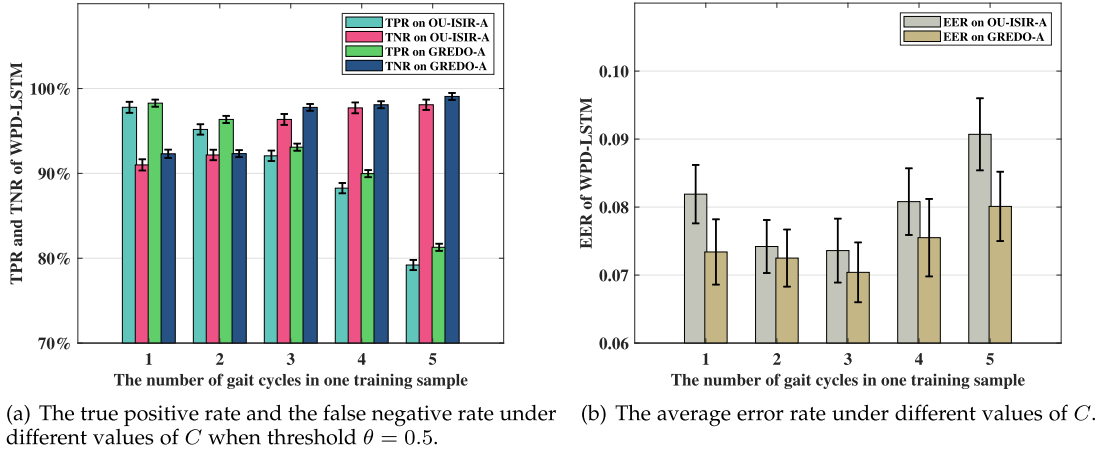 TPR and TNR of WPD-LSTM
100%
90%
80%
70%
TPR on OU-ISIR-A
TNR on OU-ISIR-A
TPR on GREDO-A
TNR on GREDO-A
1 2 3 4 5
The number of gait cycles in one training sample
(a) The true positive rate and the false negative rate under
different values of C when threshold θ = 0.5.
EER of WPD-LSTM
0.10
0.09
0.08
0.07
0.06
EER on OU-ISIR-A
EER on GREDO-A
1 2 3 4 5
The number of gait cycles in one training sample
(b) The average error rate under different values of C.